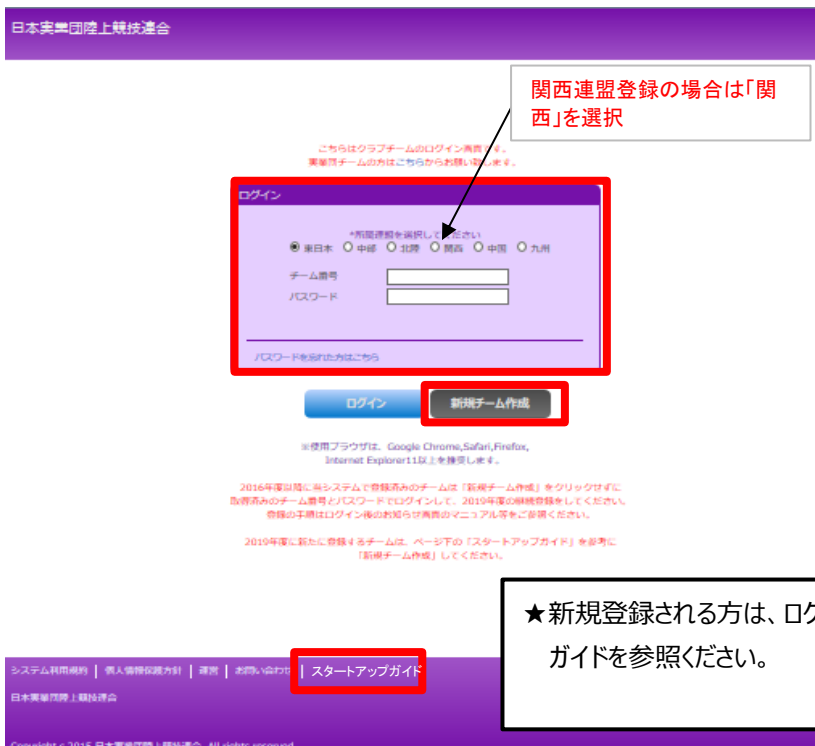 日本実業団陸上競技連合
関西連盟登録の場合は「関
西」を選択
こちらはクラブチームのログイン画面です。
実業団チームの方はこちらからお願い致します。
ログイン
*所属連盟を選択してください
東日本 中部 北陸 関西 中国 九州
チーム番号
パスワード
パスワードを忘れた方はこちら
ログイン 新規チーム作成
※使用ブラウザは、Google Chrome,Safari,Firefox,
Internet Explorer11以上を推奨します。
2016年度以降に当システムで登録済みのチームは「新規チーム作成」をクリックせずに
取得済みのチーム番号とパスワードでログインして、2019年度の継続登録をしてください。
登録の手順はログイン後のお知らせ画面のマニュアル等をご参照ください。
2019年度に新たに登録するチームは、ページ下の「スタートアップガイド」を参考に
「新規チーム作成」してください。
★新規登録される方は、ログ
ガイドを参照ください。
システム利用規約 | 個人情報保護方針 | 運営 | お問い合わせ | スタートアップガイド
日本実業団陸上競技連合
Copyright c 2015 日本実業団陸上競技連合. All rights reserved.